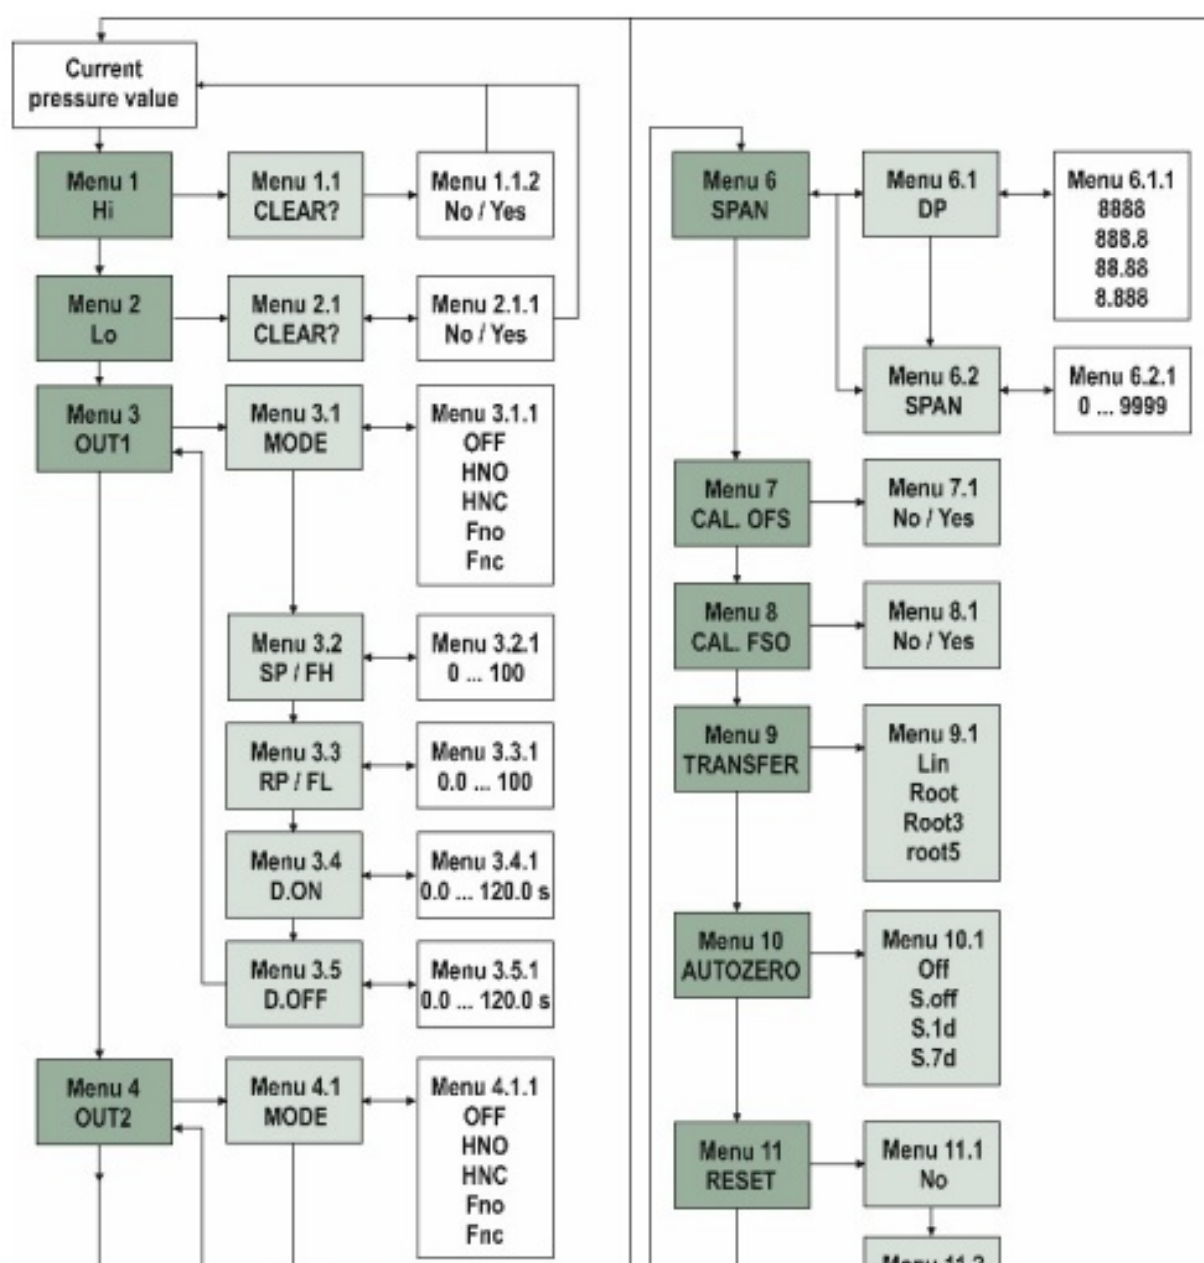 Current
pressure value
Menu 1
Hi
Menu 1.1
CLEAR?
Menu 1.1.2
No / Yes
Menu 2
Lo
Menu 2.1
CLEAR?
Menu 2.1.1
No / Yes
Menu 3
OUT1
Menu 3.1
MODE
Menu 3.1.1
OFF
HNO
HNC
Fno
Fnc
Menu 3.2
SP / FH
Menu 3.2.1
0 ... 100
Menu 3.3
RP / FL
Menu 3.3.1
0.0 ... 100
Menu 3.4
D.ON
Menu 3.4.1
0.0 ... 120.0 s
Menu 3.5
D.OFF
Menu 3.5.1
0.0 ... 120.0 s
Menu 4
OUT2
Menu 4.1
MODE
Menu 4.1.1
OFF
HNO
HNC
Fno
Fnc
Menu 6
SPAN
Menu 6.1
DP
Menu 6.1.1
8888
888.8
88.88
8.888
Menu 6.2
SPAN
Menu 6.2.1
0 ... 9999
Menu 7
CAL. OFS
Menu 7.1
No / Yes
Menu 8
CAL. FSO
Menu 8.1
No / Yes
Menu 9
TRANSFER
Menu 9.1
Lin
Root
Root3
root5
Menu 10
AUTOZERO
Menu 10.1
Off
S.off
S.1d
S.7d
Menu 11
RESET
Menu 11.1
No
Menu 11.2